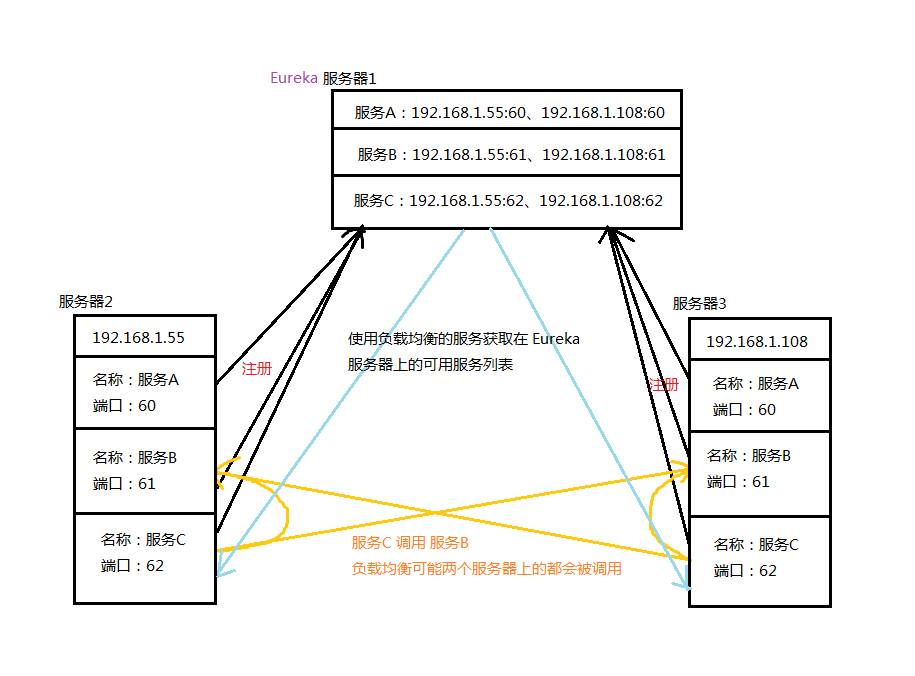 Eureka 服务器1
服务A：192.168.1.55:60、192.168.1.108:60
服务B：192.168.1.55:61、192.168.1.108:61
服务C：192.168.1.55:62、192.168.1.108:62
服务器2
192.168.1.55
名称：服务A
端口：60
名称：服务B
端口：61
名称：服务C
端口：62
注册
使用负载均衡的服务获取在 Eureka
服务器上的可用服务列表
服务C 调用 服务B
负载均衡可能两个服务器上的都会被调用
注册
服务器3
192.168.1.108
名称：服务A
端口：60
名称：服务B
端口：61
名称：服务C
端口：62